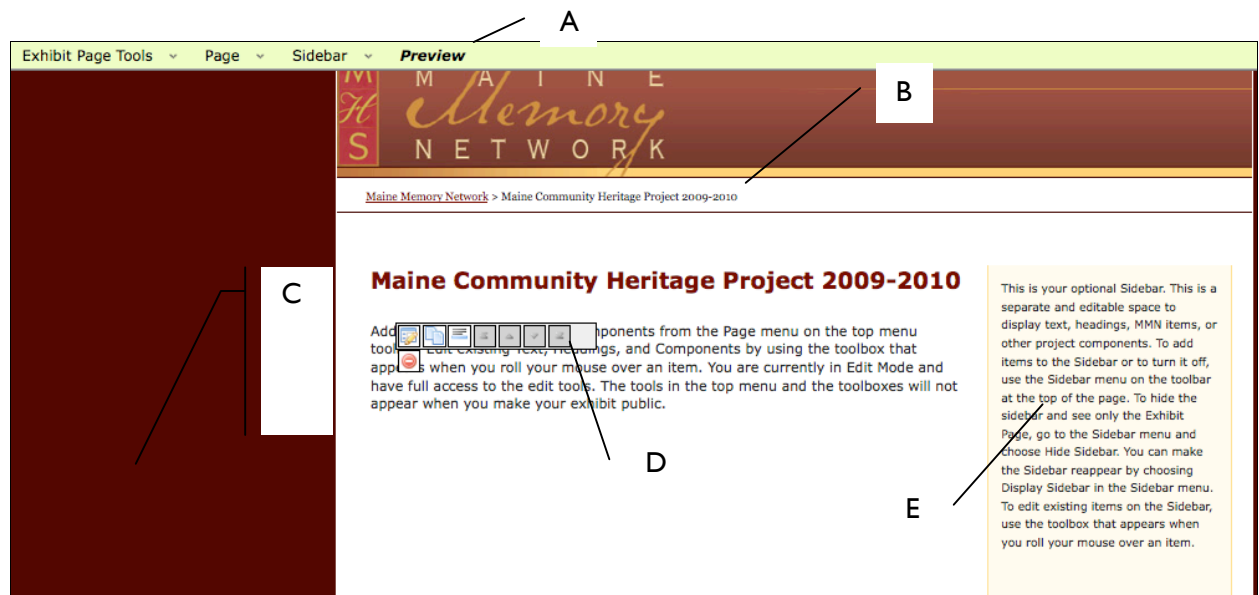 A
Exhibit Page Tools Page Sidebar Preview
MHS
MAINE
Memory
NETWORK
B
Maine Memory Network > Maine Community Heritage Project 2009-2010
C
Maine Community Heritage Project 2009-2010
Add components from the Page menu on the top menu
Edit existing Text, Headings, and Components by using the toolbox that
when you roll your mouse over an item. You are currently in Edit Mode and
have full access to the edit tools. The tools in the top menu and the toolboxes will not
appear when you make your exhibit public.
D
This is your optional Sidebar. This is a
separate and editable space to
display text, headings, MMN items, or
other project components. To add
items to the Sidebar or to turn it off,
use the Sidebar menu on the toolbar
at the top of the page. To hide the
sidebar and see only the Exhibit
Page, go to the Sidebar menu and
choose Hide Sidebar. You can make
the Sidebar reappear by choosing
Display Sidebar in the Sidebar menu.
To edit existing items on the Sidebar,
use the toolbox that appears when
you roll your mouse over an item.
E